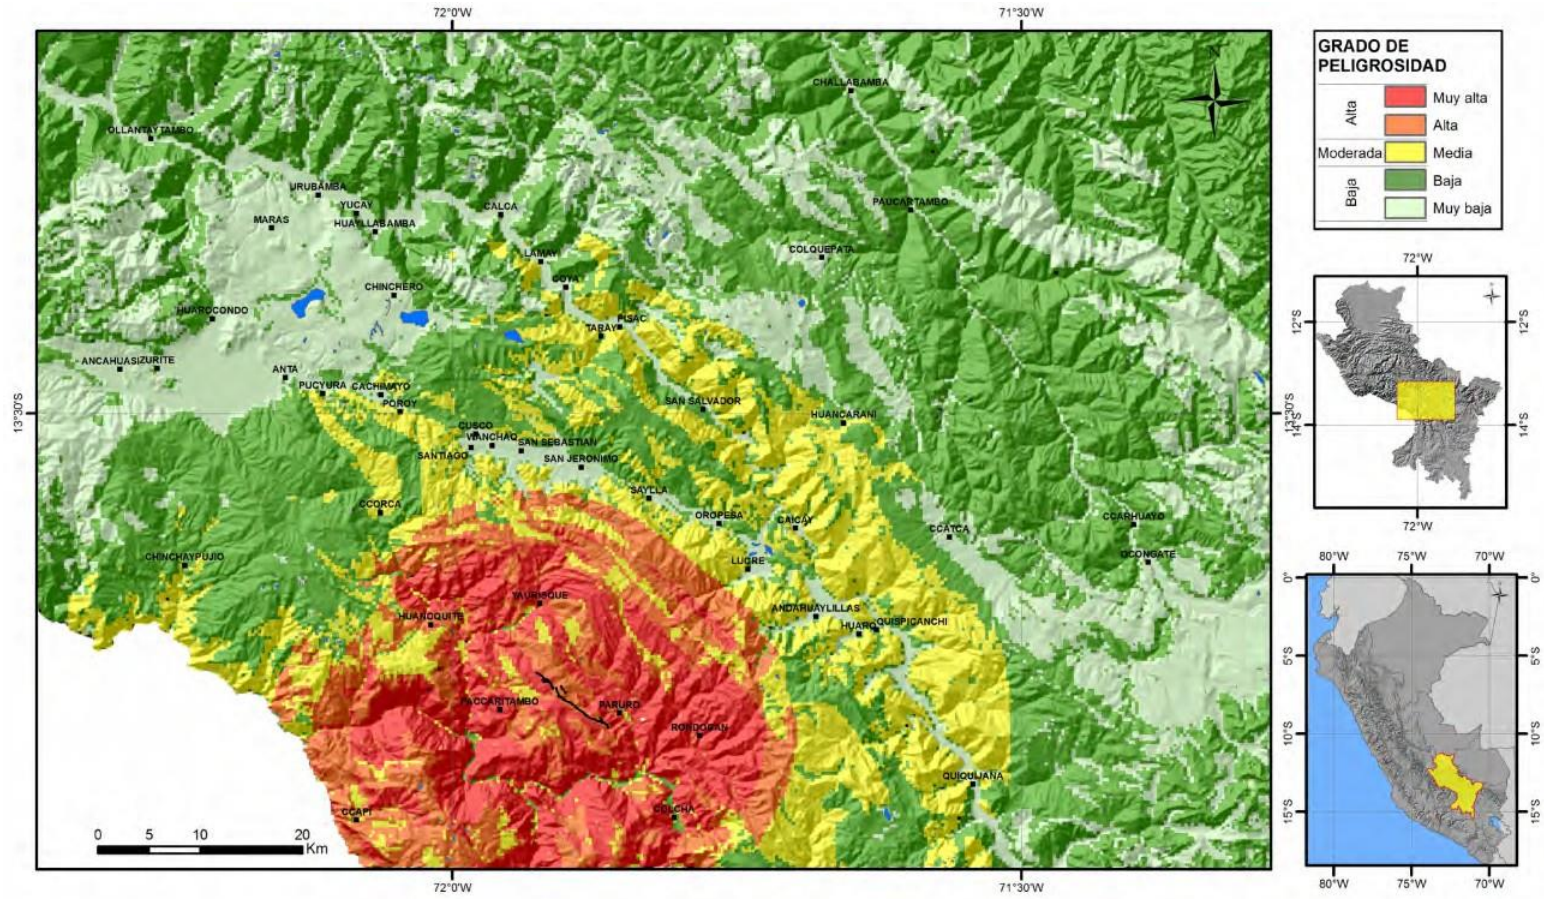 72°0'W
71°30'W
CHALLABAMBA
N
OLLANTAYTAMBO
URUBAMBA
YUCAY
CALCA
PAUCARTAMBO
MARAS
HUAYLLABAMBA
COLQUEPATA
LAMAY
COYA
CHINCHERO
HUAROCONDO
PISAC
TARAY
ANCAHUASI
ZURITE
ANTA
PUCYURA
CACHIMAYO
POROY
SAN SALVADOR
HUANCARANI
13°30'S
13°30'S
CUSCO
WANCHAQ
SAN SEBASTIAN
SANTIAGO
SAN JERONIMO
SAYLLA
CCORCA
OROPESA
CAICAY
CCATCA
CCARHUAYO
CHINCHAYPUJIO
LUCRE
OCONGATE
YAURISQUE
HUANOQUITE
ANDAHUAYLILLAS
HUARO
QUISPICANCHI
PACCARITAMBO
PARURO
RONDOCAN
QUIQUIJANA
CCAPI
COLCHA
0 5 10 20
Km
72°0'W
71°30'W
GRADO DE
PELIGROSIDAD
Alta
Muy alta
Alta
Moderada
Media
Baja
Baja
Muy baja
72°W
12°S
12°S
14°S
14°S
72°W
80°W
75°W
70°W
0°
0°
5°S
5°S
10°S
10°S
15°S
15°S
80°W
75°W
70°W